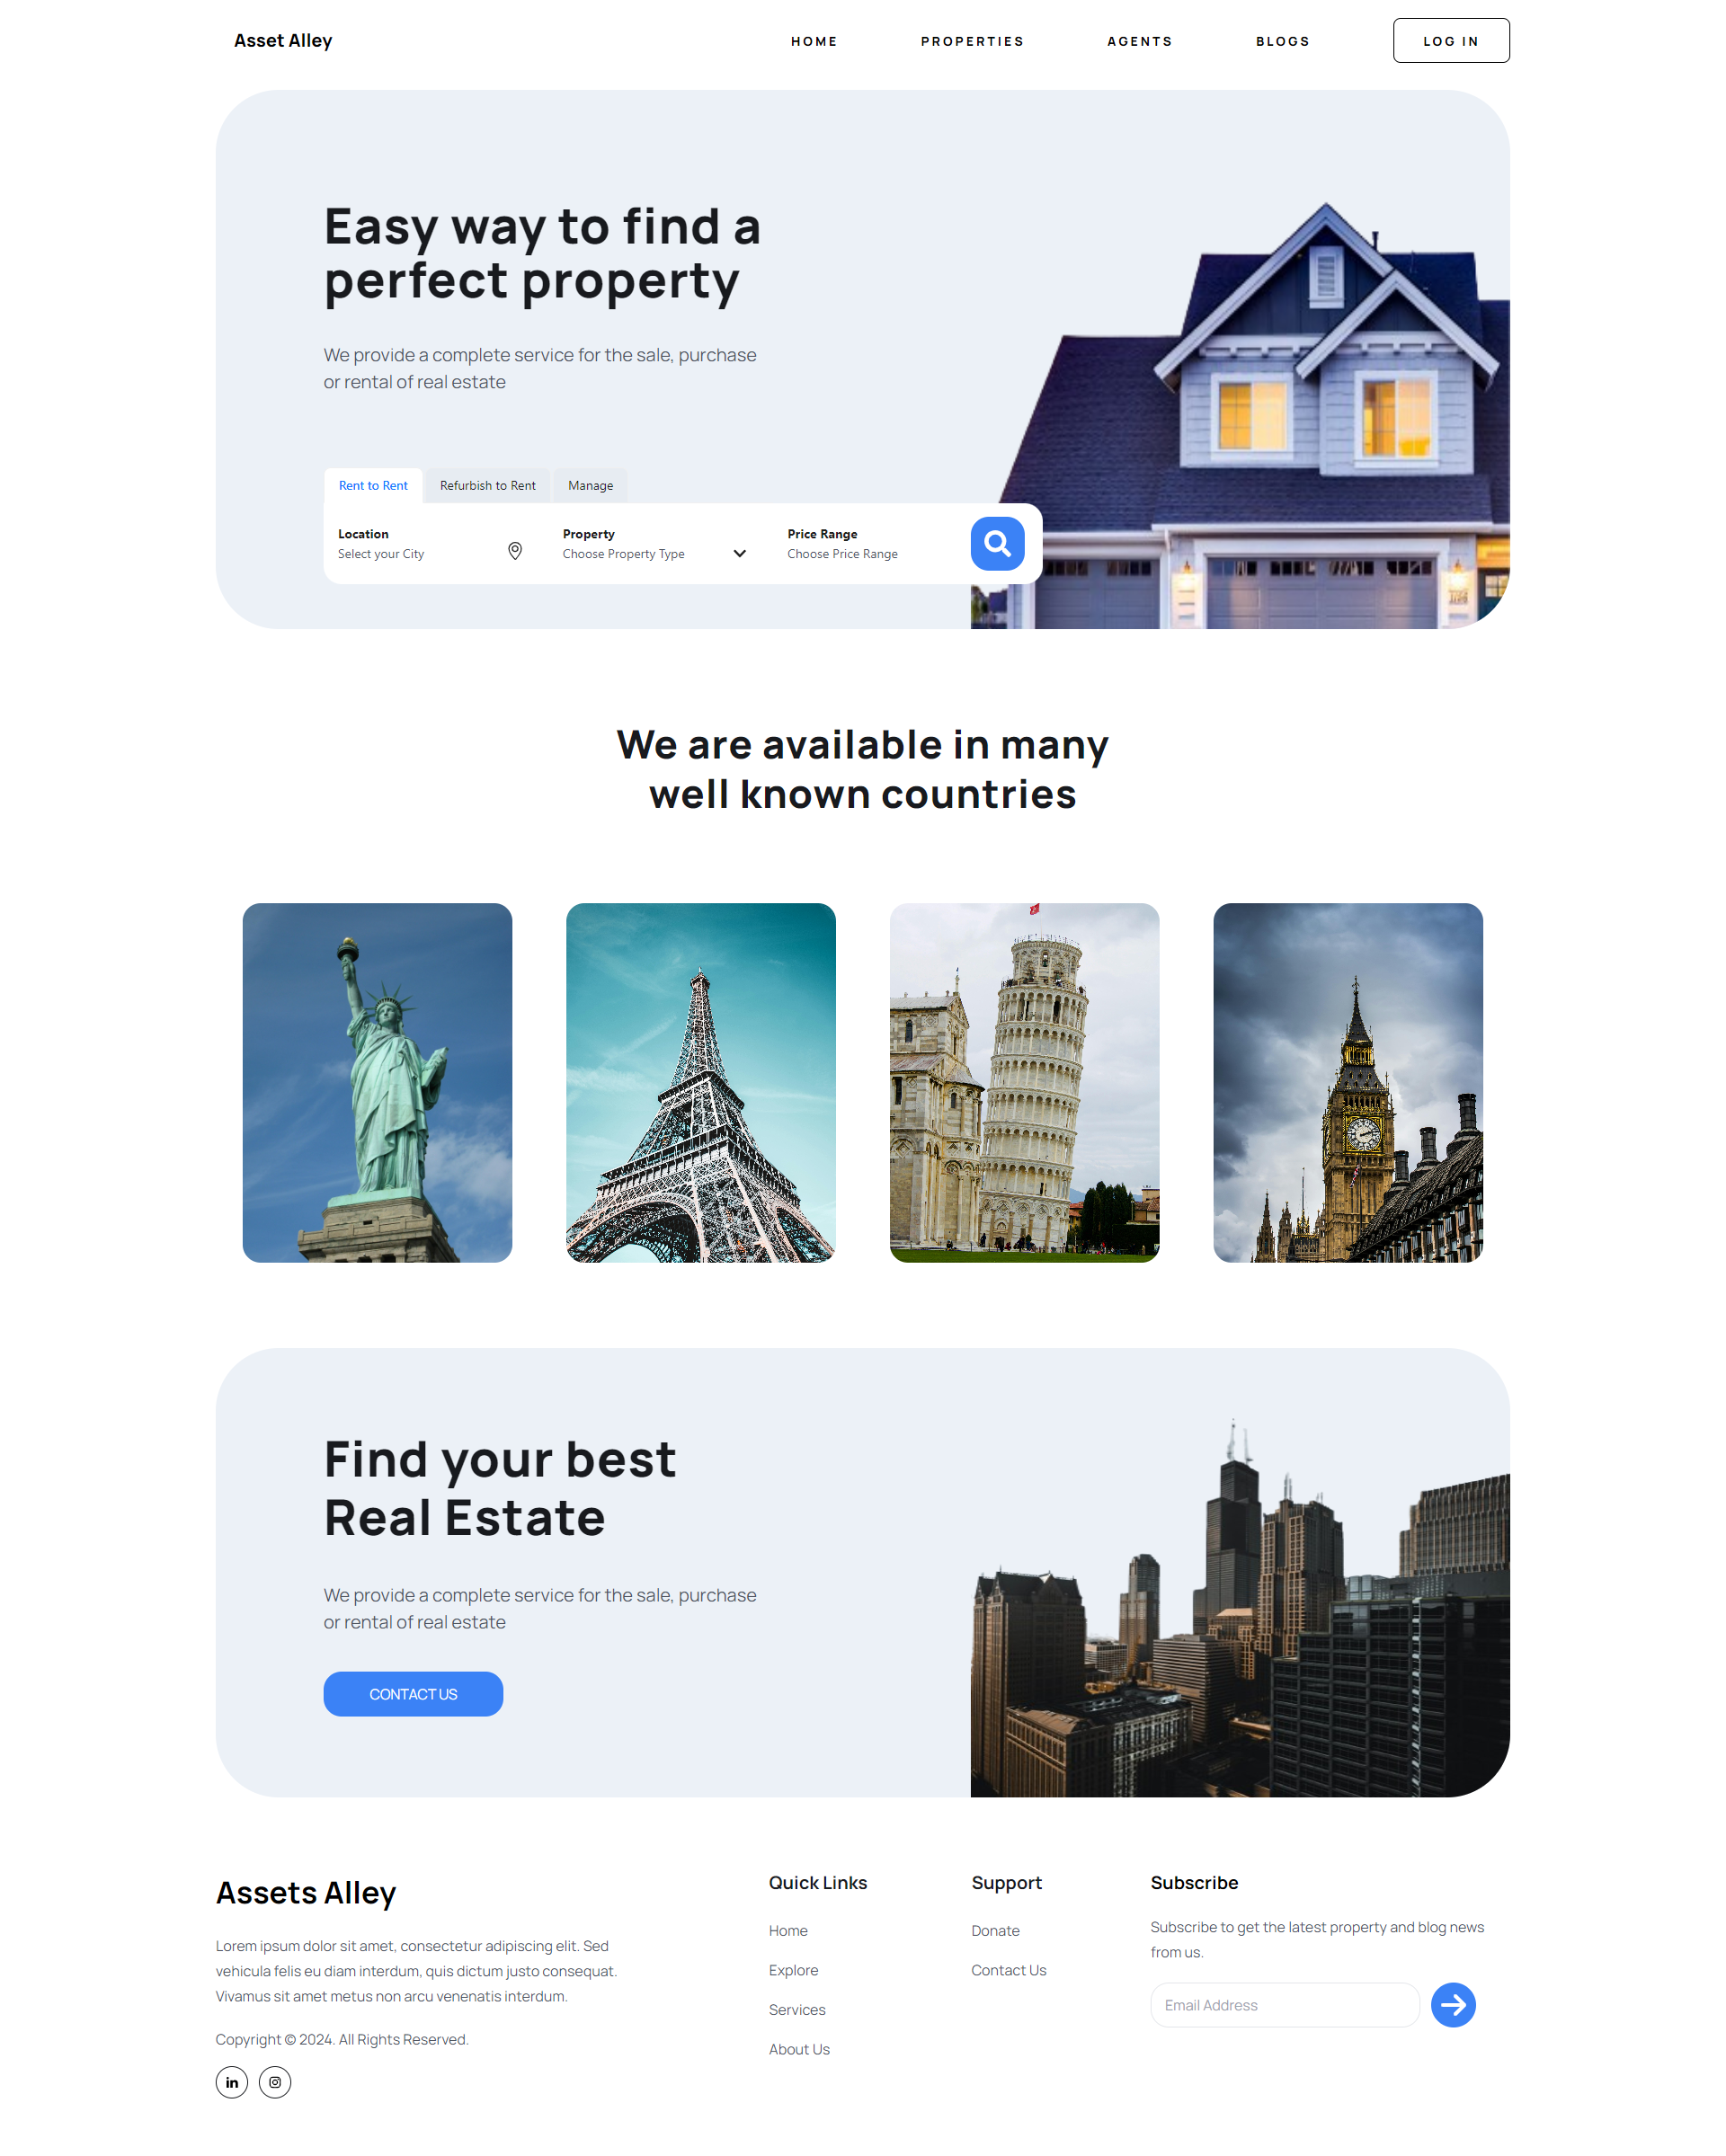 Asset Alley
HOME
PROPERTIES
AGENTS
BLOGS
LOG IN
Easy way to find a
perfect property
We provide a complete service for the sale, purchase
or rental of real estate
Rent to Rent
Refurbish to Rent
Manage
Location
Select your City
Property
Choose Property Type
Price Range
Choose Price Range
We are available in many
well known countries
Find your best
Real Estate
We provide a complete service for the sale, purchase
or rental of real estate
CONTACT US
Assets Alley
Lorem ipsum dolor sit amet, consectetur adipiscing elit. Sed
vehicula felis eu diam interdum, quis dictum justo consequat.
Vivamus sit amet metus non arcu venenatis interdum.
Copyright © 2024. All Rights Reserved.
in
Quick Links
Home
Explore
Services
About Us
Support
Donate
Contact Us
Subscribe
Subscribe to get the latest property and blog news
from us.
Email Address